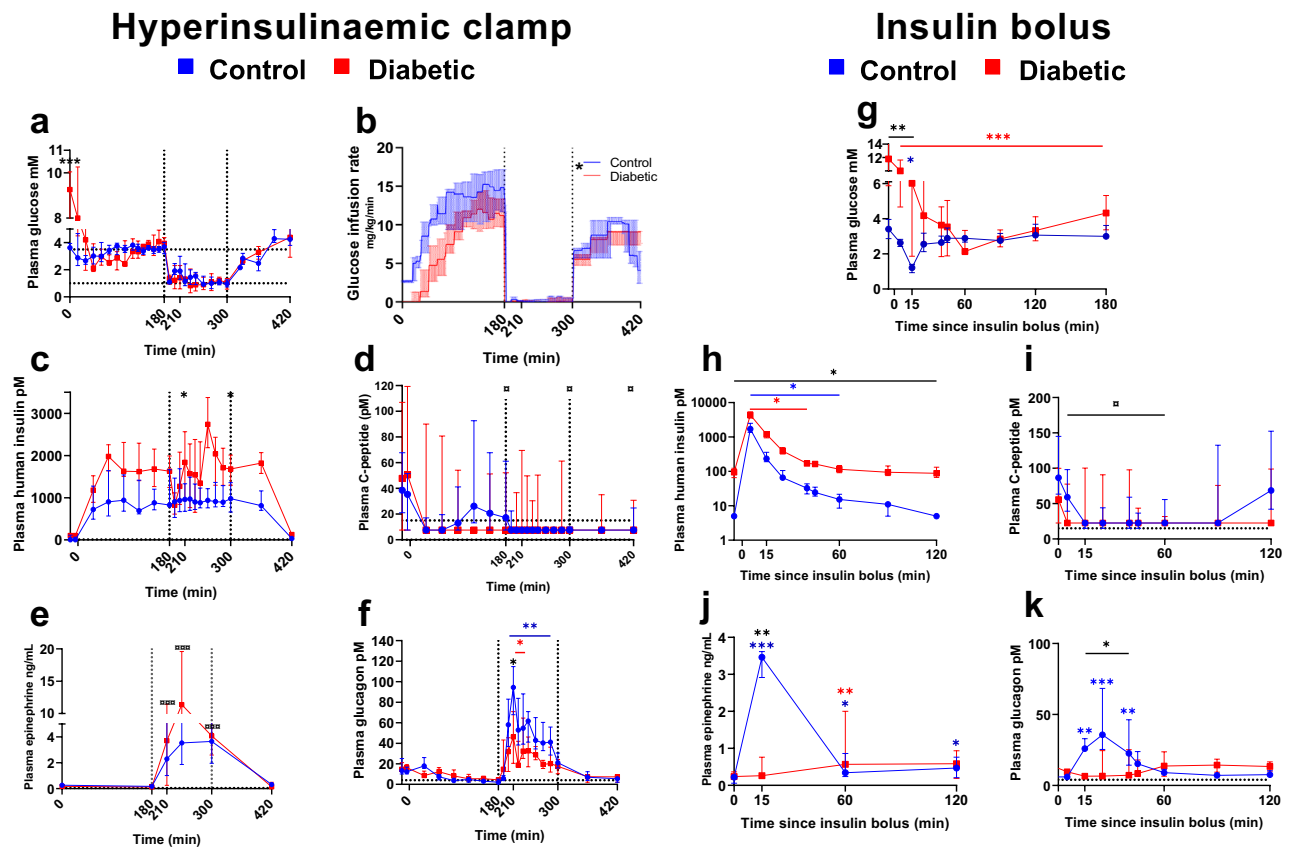 Hyperinsulinaemic clamp
Control Diabetic
Insulin bolus
Control Diabetic
a
Plasma glucose mM
11
10
8
4
2
0
***
0 180 210 300 420
Time (min)
b
Glucose infusion rate
mg/kg/min
20
15
10
5
0
*
Control
Diabetic
0 180 210 300 420
Time (min)
g
Plasma glucose mM
14
12
6
4
2
0
**
*
***
0 15 60 120 180
Time since insulin bolus (min)
c
Plasma human insulin pM
3000
2000
1000
0
* *
0 180 210 300 420
Time (min)
d
Plasma C-peptide (pM)
120
100
80
60
40
20
0
¤ ¤ ¤
0 180 210 300 420
Time (min)
h
Plasma human insulin pM
10000
1000
100
10
1
*
*
*
0 15 60 120
Time since insulin bolus (min)
i
Plasma C-peptide pM
200
150
100
50
0
¤
0 15 60 120
Time since insulin bolus (min)
e
Plasma epinephrine ng/mL
20
15
10
4
2
0
¤¤¤
¤¤¤
¤¤¤
0 180 210 300 420
Time (min)
f
Plasma glucagon pM
140
120
100
80
60
40
20
0
**
*
*
0 180 210 300 420
Time (min)
j
Plasma epinephrine ng/mL
4
3
2
1
0
**
***
**
*
*
0 15 60 120
Time since insulin bolus (min)
k
Plasma glucagon pM
100
50
0
*
***
** **
0 15 60 120
Time since insulin bolus (min)